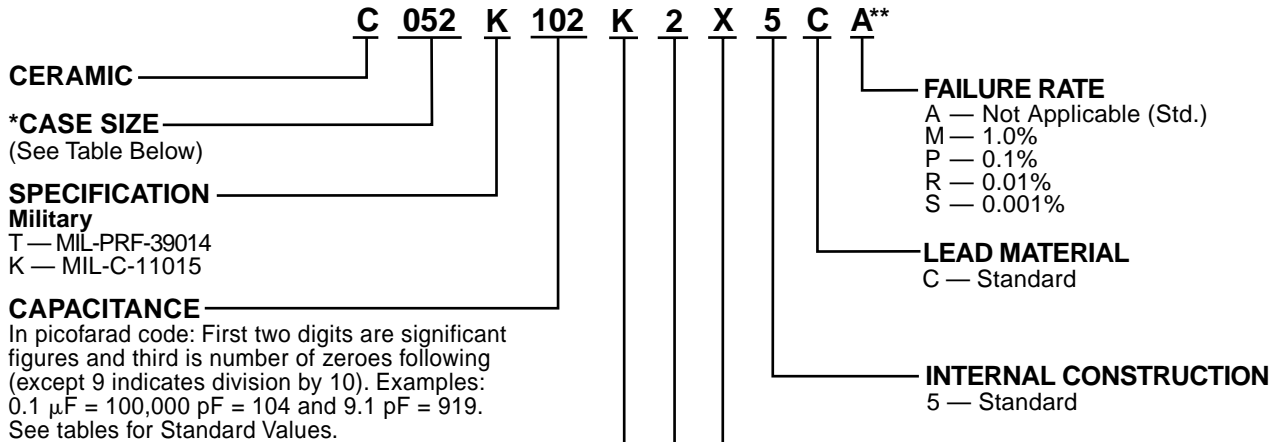 C 052 K 102 K 2 X 5 C A**
CERAMIC
*CASE SIZE
(See Table Below)
SPECIFICATION
Military
T — MIL-PRF-39014
K — MIL-C-11015
CAPACITANCE
In picofarad code: First two digits are significant
figures and third is number of zeroes following
(except 9 indicates division by 10). Examples:
0.1 μF = 100,000 pF = 104 and 9.1 pF = 919.
See tables for Standard Values.
FAILURE RATE
A — Not Applicable (Std.)
M — 1.0%
P — 0.1%
R — 0.01%
S — 0.001%
LEAD MATERIAL
C — Standard
INTERNAL CONSTRUCTION
5 — Standard